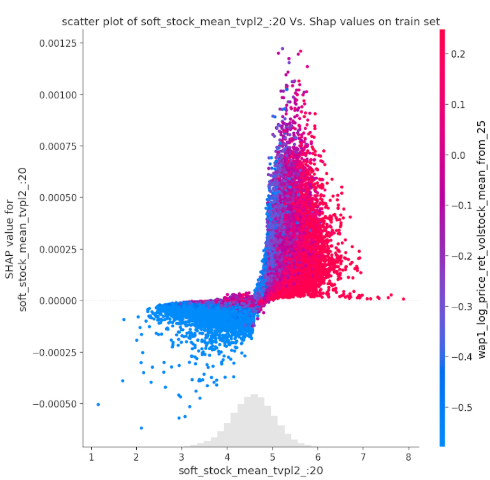 scatter plot of soft_stock_mean_tvpl2_:20 Vs. Shap values on train set
0.00125
0.00100
0.00075
0.00050
0.00025
0.00000
−0.00025
−0.00050
SHAP value for
soft_stock_mean_tvpl2_:20
1 2 3 4 5 6 7 8
soft_stock_mean_tvpl2_:20
0.2
0.1
0.0
−0.1
−0.2
−0.3
−0.4
−0.5
wap1_log_price_ret_volstock_mean_from_25